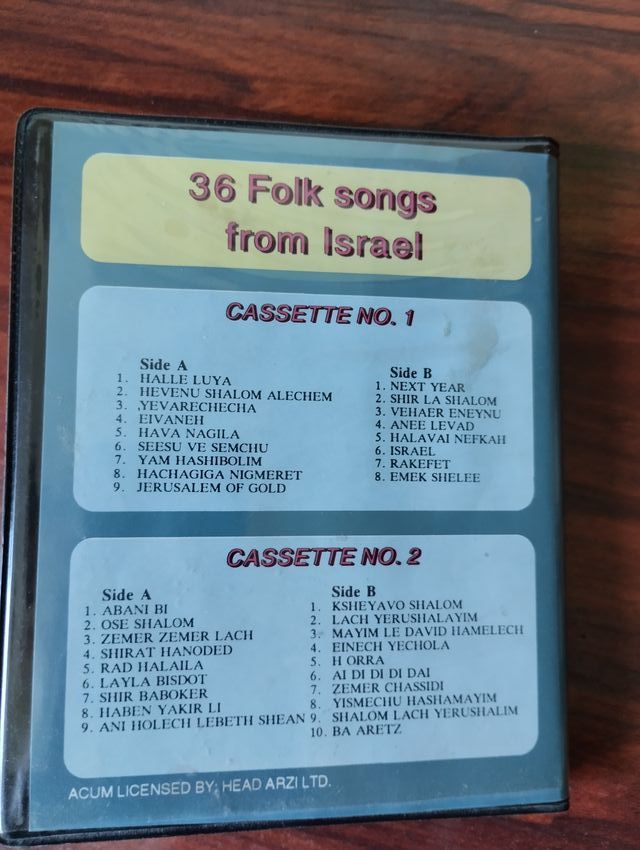 36 Folk songs
from Israel
CASSETTE NO. 1
Side A
1. HALLE LUYA
2. HEVENU SHALOM ALECHEM
3. YEVARECHECHA
4. EIVANEH
5. HAVA NAGILA
6. SEESU VE SEMCHU
7. YAM HASHIBOLIM
8. HACHAGIGA NIGMERET
9. JERUSALEM OF GOLD
Side B
1. NEXT YEAR
2. SHIR LA SHALOM
3. VEHAER ENEYNU
4. ANEE LEVAD
5. HALAVAI NEFKAH
6. ISRAEL
7. RAKEFET
8. EMEK SHELEE
CASSETTE NO. 2
Side A
1. ABANI BI
2. OSE SHALOM
3. ZEMER ZEMER LACH
4. SHIRAT HANODED
5. RAD HALAILA
6. LAYLA BISDOT
7. SHIR BABOKER
8. HABEN YAKIR LI
9. ANI HOLECH LEBETH SHEAN
Side B
1. KSHEYAVO SHALOM
2. LACH YERUSHALAYIM
3. MAYIM LE DAVID HAMELECH
4. EINECH YECHOLA
5. H ORRA
6. AI DI DI DI DAI
7. ZEMER CHASSIDI
8. YISMECHU HASHAMAYIM
9. SHALOM LACH YERUSHALIM
10. BA ARETZ
ACUM LICENSED BY: HEAD ARZI LTD.